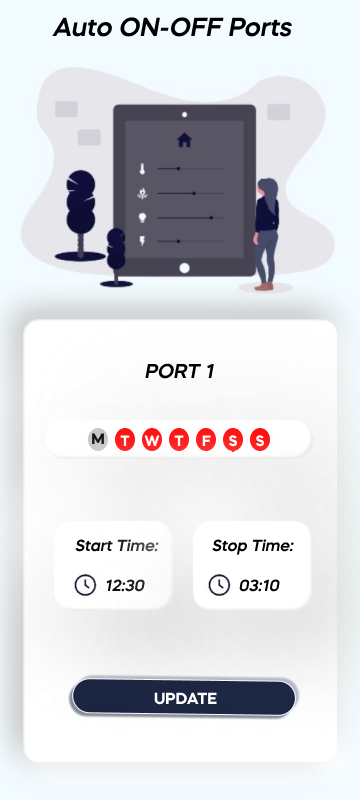 Auto ON-OFF Ports
PORT 1
M T W T F S S
Start Time: Stop Time:
12:30 03:10
UPDATE